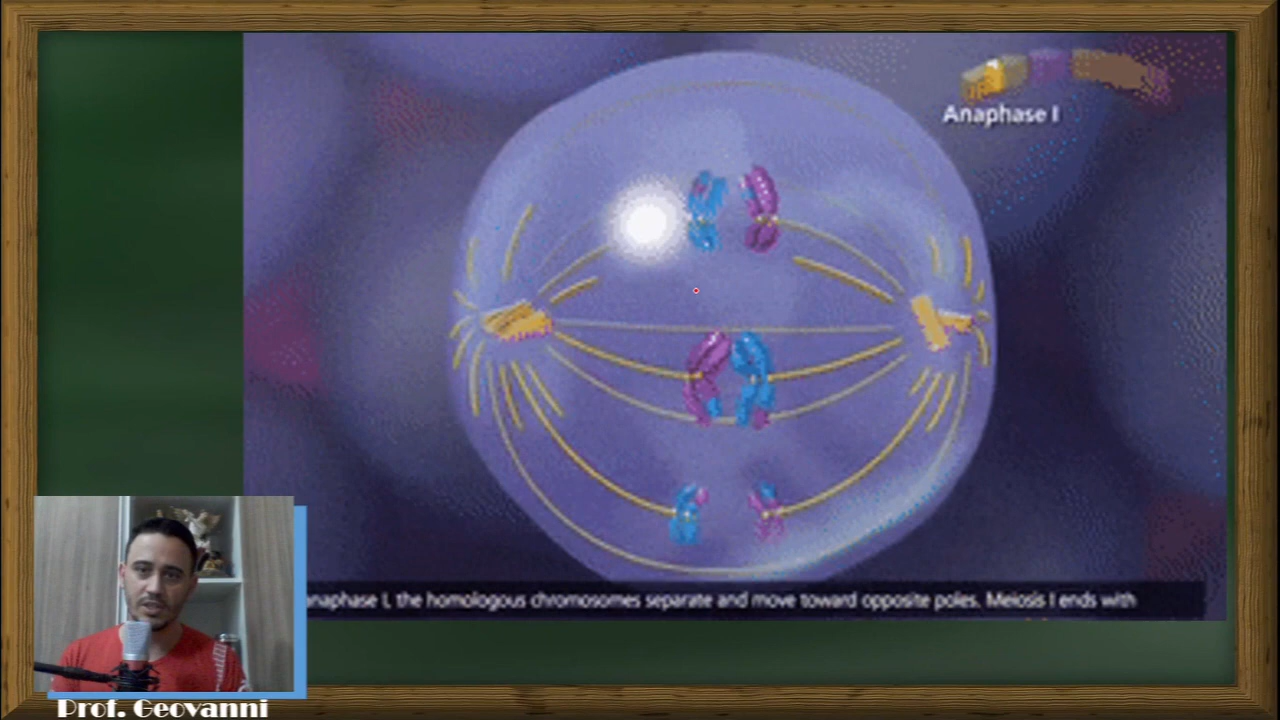 Anaphase I
anaphase I, the homologous chromosomes separate and move toward opposite poles. Meiosis I ends with
Prof. Geovanni